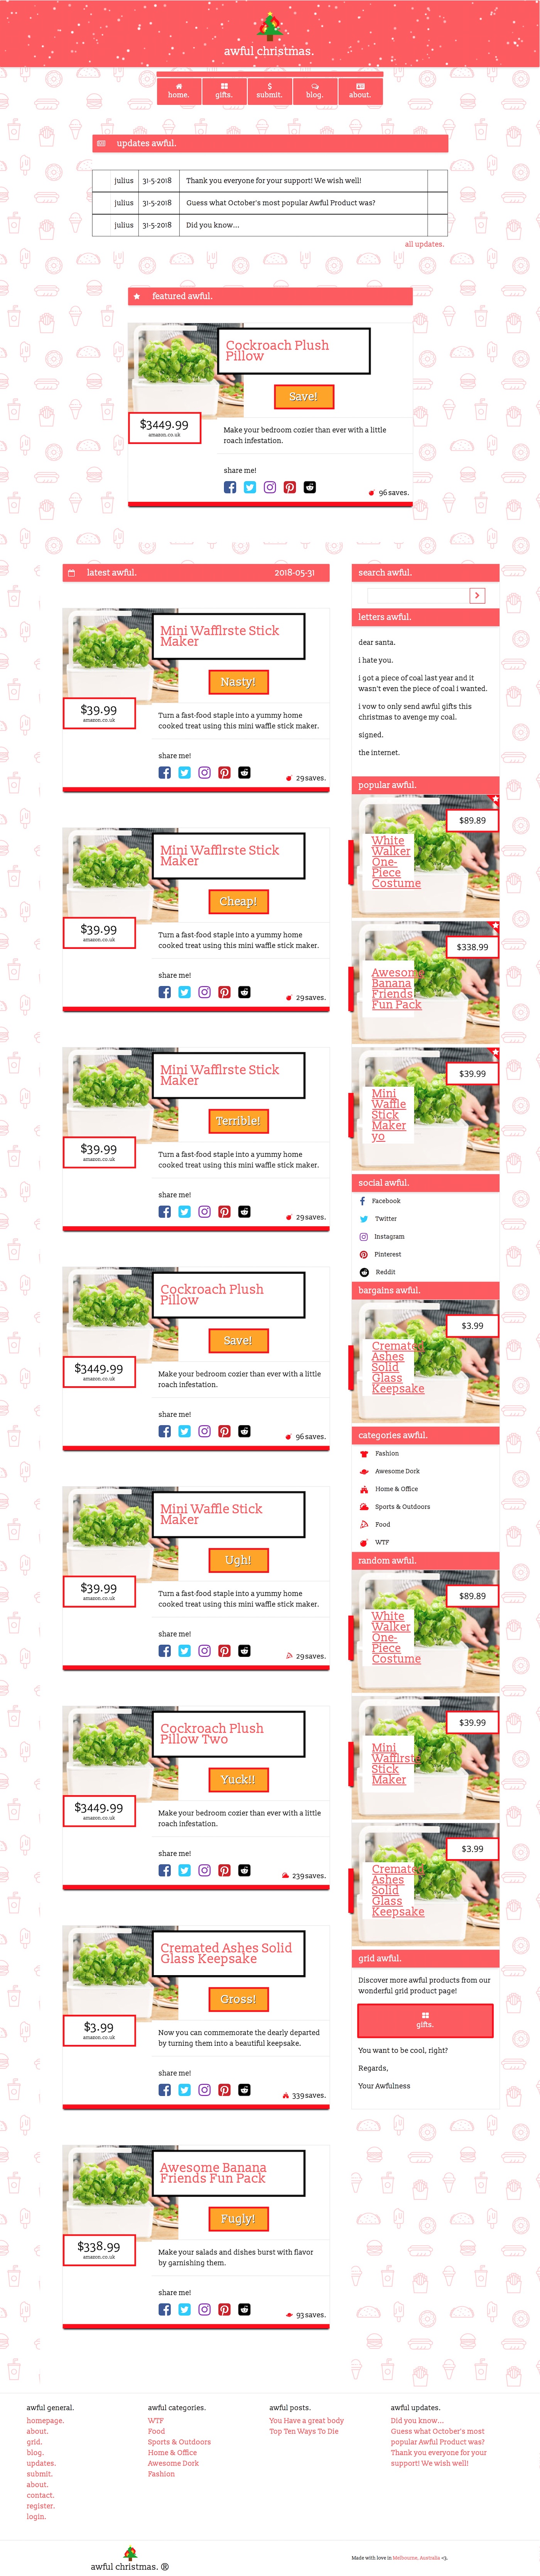 awful christmas.
home.
gifts.
submit.
blog.
about.
updates awful.
julius 31-5-2018 Thank you everyone for your support! We wish well!
julius 31-5-2018 Guess what October's most popular Awful Product was?
julius 31-5-2018 Did you know...
all updates.
featured awful.
Cockroach Plush
Pillow
Save!
$3449.99
amazon.co.uk
Make your bedroom cozier than ever with a little
roach infestation.
share me!
96 saves.
latest awful. 2018-05-31
Mini Wafflrste Stick
Maker
Nasty!
$39.99
amazon.co.uk
Turn a fast-food staple into a yummy home
cooked treat using this mini waffle stick maker.
share me!
29 saves.
Mini Wafflrste Stick
Maker
Cheap!
$39.99
amazon.co.uk
Turn a fast-food staple into a yummy home
cooked treat using this mini waffle stick maker.
share me!
29 saves.
Mini Wafflrste Stick
Maker
Terrible!
$39.99
amazon.co.uk
Turn a fast-food staple into a yummy home
cooked treat using this mini waffle stick maker.
share me!
29 saves.
Cockroach Plush
Pillow
Save!
$3449.99
amazon.co.uk
Make your bedroom cozier than ever with a little
roach infestation.
share me!
96 saves.
Mini Waffle Stick
Maker
Ugh!
$39.99
amazon.co.uk
Turn a fast-food staple into a yummy home
cooked treat using this mini waffle stick maker.
share me!
29 saves.
Cockroach Plush
Pillow Two
Yuck!!
$3449.99
amazon.co.uk
Make your bedroom cozier than ever with a little
roach infestation.
share me!
239 saves.
Cremated Ashes Solid
Glass Keepsake
Gross!
$3.99
amazon.co.uk
Now you can commemorate the dearly departed
by turning them into a beautiful keepsake.
share me!
339 saves.
Awesome Banana
Friends Fun Pack
Fugly!
$338.99
amazon.co.uk
Make your salads and dishes burst with flavor
by garnishing them.
share me!
93 saves.
search awful.
letters awful.
dear santa.
i hate you.
i got a piece of coal last year and it
wasn't even the piece of coal i wanted.
i vow to only send awful gifts this
christmas to avenge my coal.
signed.
the internet.
popular awful.
$89.89
White
Walker
One-
Piece
Costume
$338.99
Awesome
Banana
Friends
Fun Pack
$39.99
Mini
Waffle
Stick
Maker
yo
social awful.
Facebook
Twitter
Instagram
Pinterest
Reddit
bargains awful.
$3.99
Cremated
Ashes
Solid
Glass
Keepsake
categories awful.
Fashion
Awesome Dork
Home & Office
Sports & Outdoors
Food
WTF
random awful.
$89.89
White
Walker
One-
Piece
Costume
$39.99
Mini
Wafflrste
Stick
Maker
$3.99
Cremated
Ashes
Solid
Glass
Keepsake
grid awful.
Discover more awful products from our
wonderful grid product page!
gifts.
You want to be cool, right?
Regards,
Your Awfulness
awful general.
homepage.
about.
grid.
blog.
updates.
submit.
about.
contact.
register.
login.
awful categories.
WTF
Food
Sports & Outdoors
Home & Office
Awesome Dork
Fashion
awful posts.
You Have a great body
Top Ten Ways To Die
awful updates.
Did you know...
Guess what October's most
popular Awful Product was?
Thank you everyone for your
support! We wish well!
awful christmas. ®
Made with love in Melbourne, Australia <3.